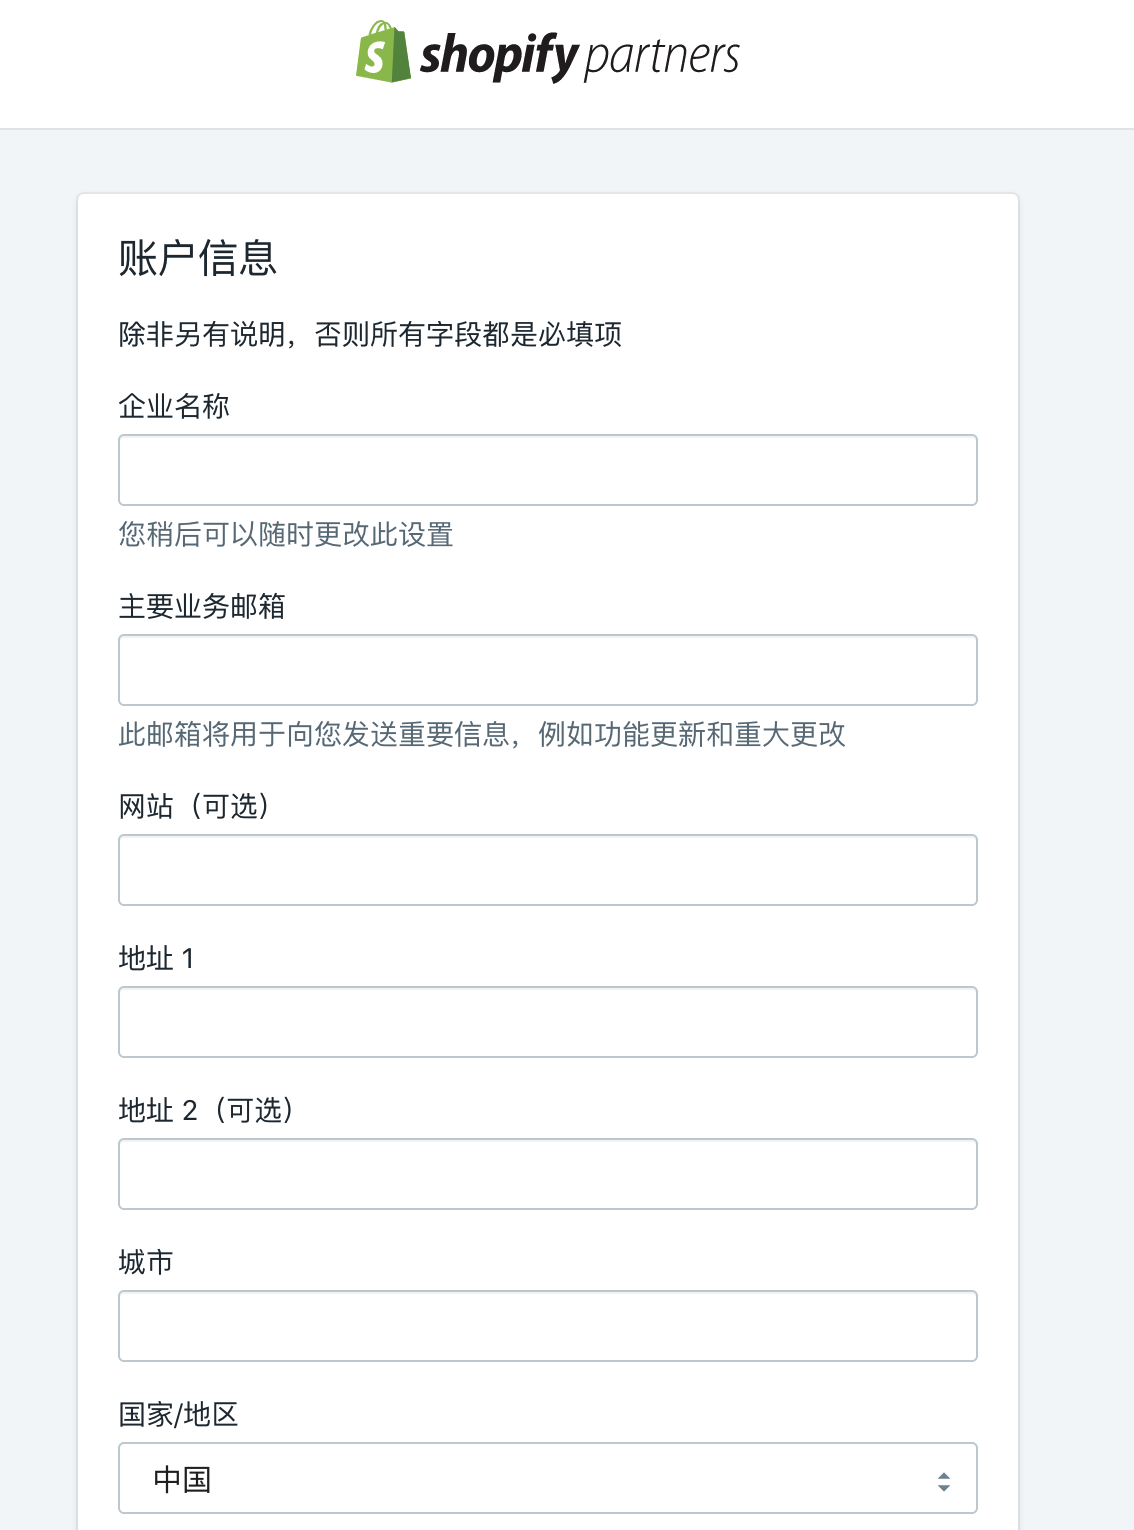 shopify partners
账户信息
除非另有说明，否则所有字段都是必填项
企业名称
您稍后可以随时更改此设置
主要业务邮箱
此邮箱将用于向您发送重要信息，例如功能更新和重大更改
网站（可选）
地址 1
地址 2（可选）
城市
国家/地区
中国